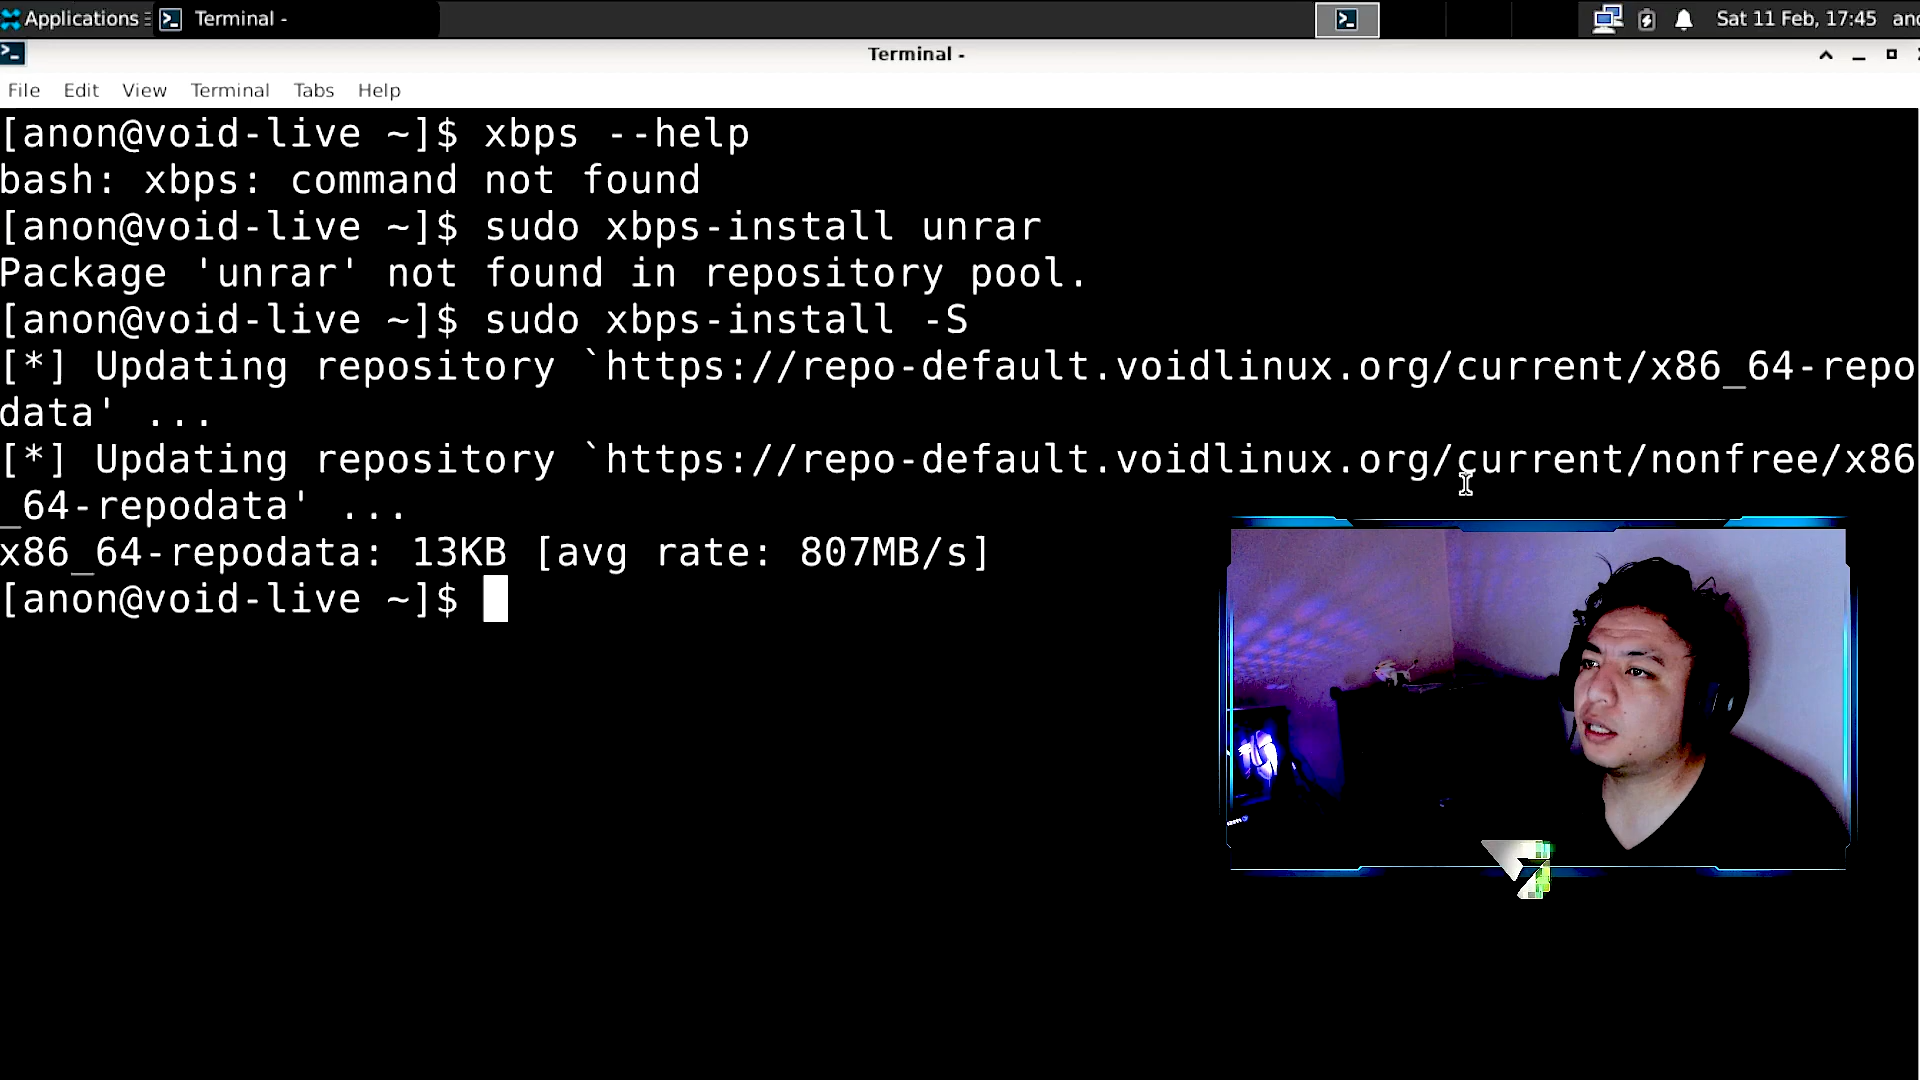 Applications
Terminal -
Sat 11 Feb, 17:45
Terminal -
File Edit View Terminal Tabs Help
[anon@void-live ~]$ xbps --help
bash: xbps: command not found
[anon@void-live ~]$ sudo xbps-install unrar
Package 'unrar' not found in repository pool.
[anon@void-live ~]$ sudo xbps-install -S
[*] Updating repository `https://repo-default.voidlinux.org/current/x86_64-repo
data' ...
[*] Updating repository `https://repo-default.voidlinux.org/current/nonfree/x86
_64-repodata' ...
x86_64-repodata: 13KB [avg rate: 807MB/s]
[anon@void-live ~]$